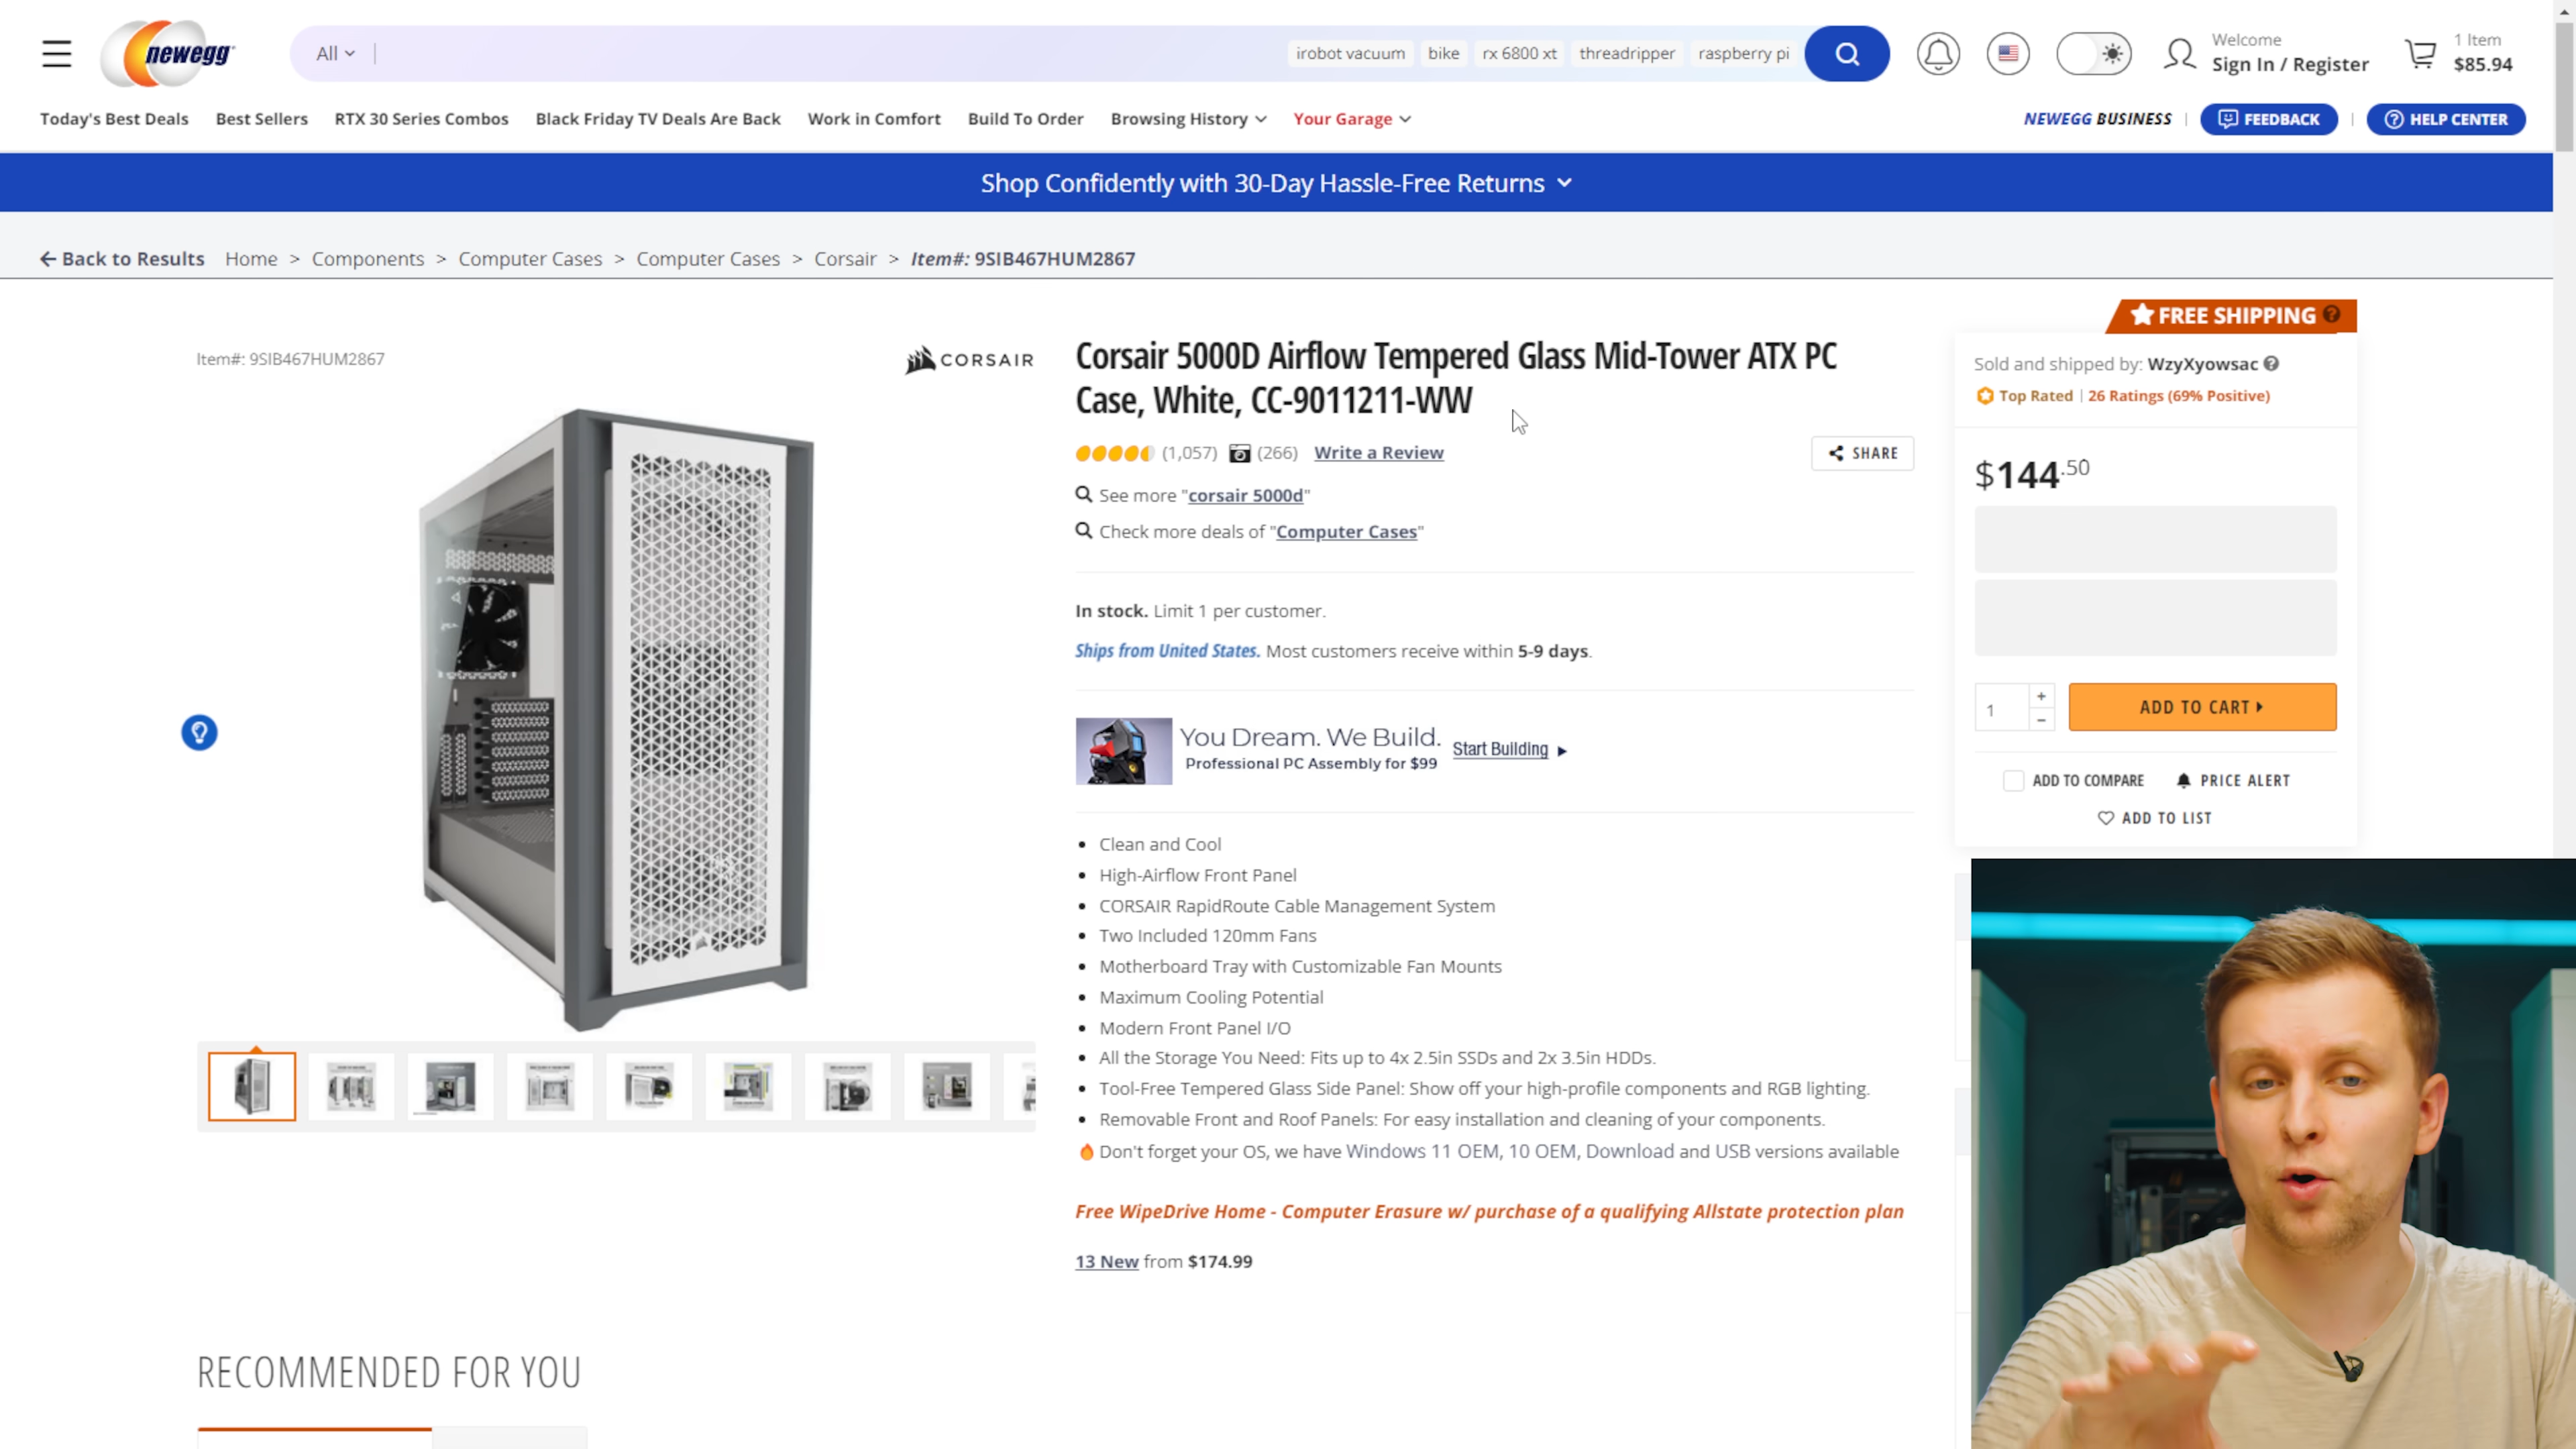 newegg
All
irobot vacuum
bike
rx 6800 xt
threadripper
raspberry pi
Welcome
Sign In / Register
1 Item
$85.94
Today's Best Deals
Best Sellers
RTX 30 Series Combos
Black Friday TV Deals Are Back
Work in Comfort
Build To Order
Browsing History
Your Garage
NEWEGG BUSINESS
FEEDBACK
HELP CENTER
Shop Confidently with 30-Day Hassle-Free Returns
Back to Results Home > Components > Computer Cases > Computer Cases > Corsair > Item#: 9SIB467HUM2867
Item#: 9SIB467HUM2867
CORSAIR
Corsair 5000D Airflow Tempered Glass Mid-Tower ATX PC
Case, White, CC-9011211-WW
(1,057) (266) Write a Review
SHARE
See more "corsair 5000d"
Check more deals of "Computer Cases"
In stock. Limit 1 per customer.
Ships from United States. Most customers receive within 5-9 days.
You Dream. We Build.
Professional PC Assembly for $99
Start Building
• Clean and Cool
• High-Airflow Front Panel
• CORSAIR RapidRoute Cable Management System
• Two Included 120mm Fans
• Motherboard Tray with Customizable Fan Mounts
• Maximum Cooling Potential
• Modern Front Panel I/O
• All the Storage You Need: Fits up to 4x 2.5in SSDs and 2x 3.5in HDDs.
• Tool-Free Tempered Glass Side Panel: Show off your high-profile components and RGB lighting.
• Removable Front and Roof Panels: For easy installation and cleaning of your components.
Don't forget your OS, we have Windows 11 OEM, 10 OEM, Download and USB versions available
Free WipeDrive Home - Computer Erasure w/ purchase of a qualifying Allstate protection plan
13 New from $174.99
FREE SHIPPING
Sold and shipped by: WzyXyowsac
Top Rated | 26 Ratings (69% Positive)
$144.50
1
+
−
ADD TO CART
ADD TO COMPARE
PRICE ALERT
ADD TO LIST
RECOMMENDED FOR YOU